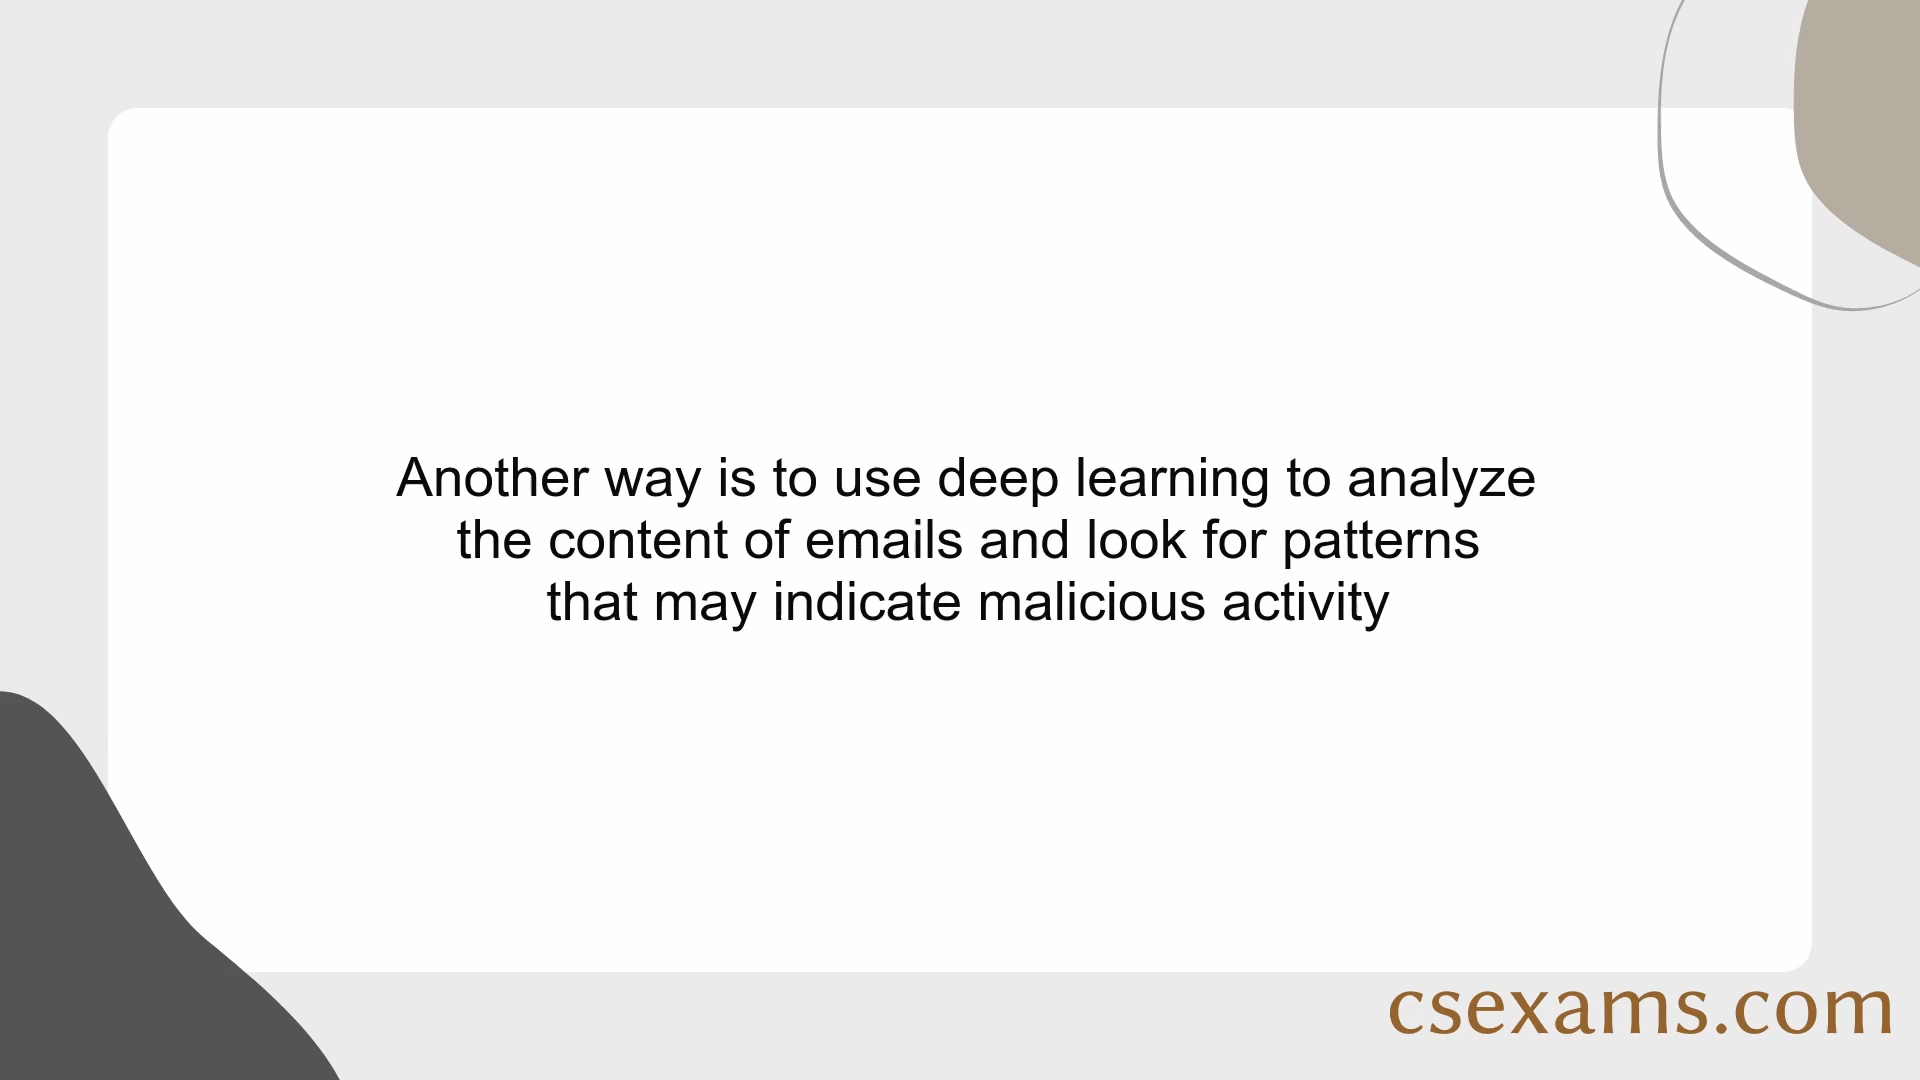 Another way is to use deep learning to analyze
the content of emails and look for patterns
that may indicate malicious activity
csexams.com